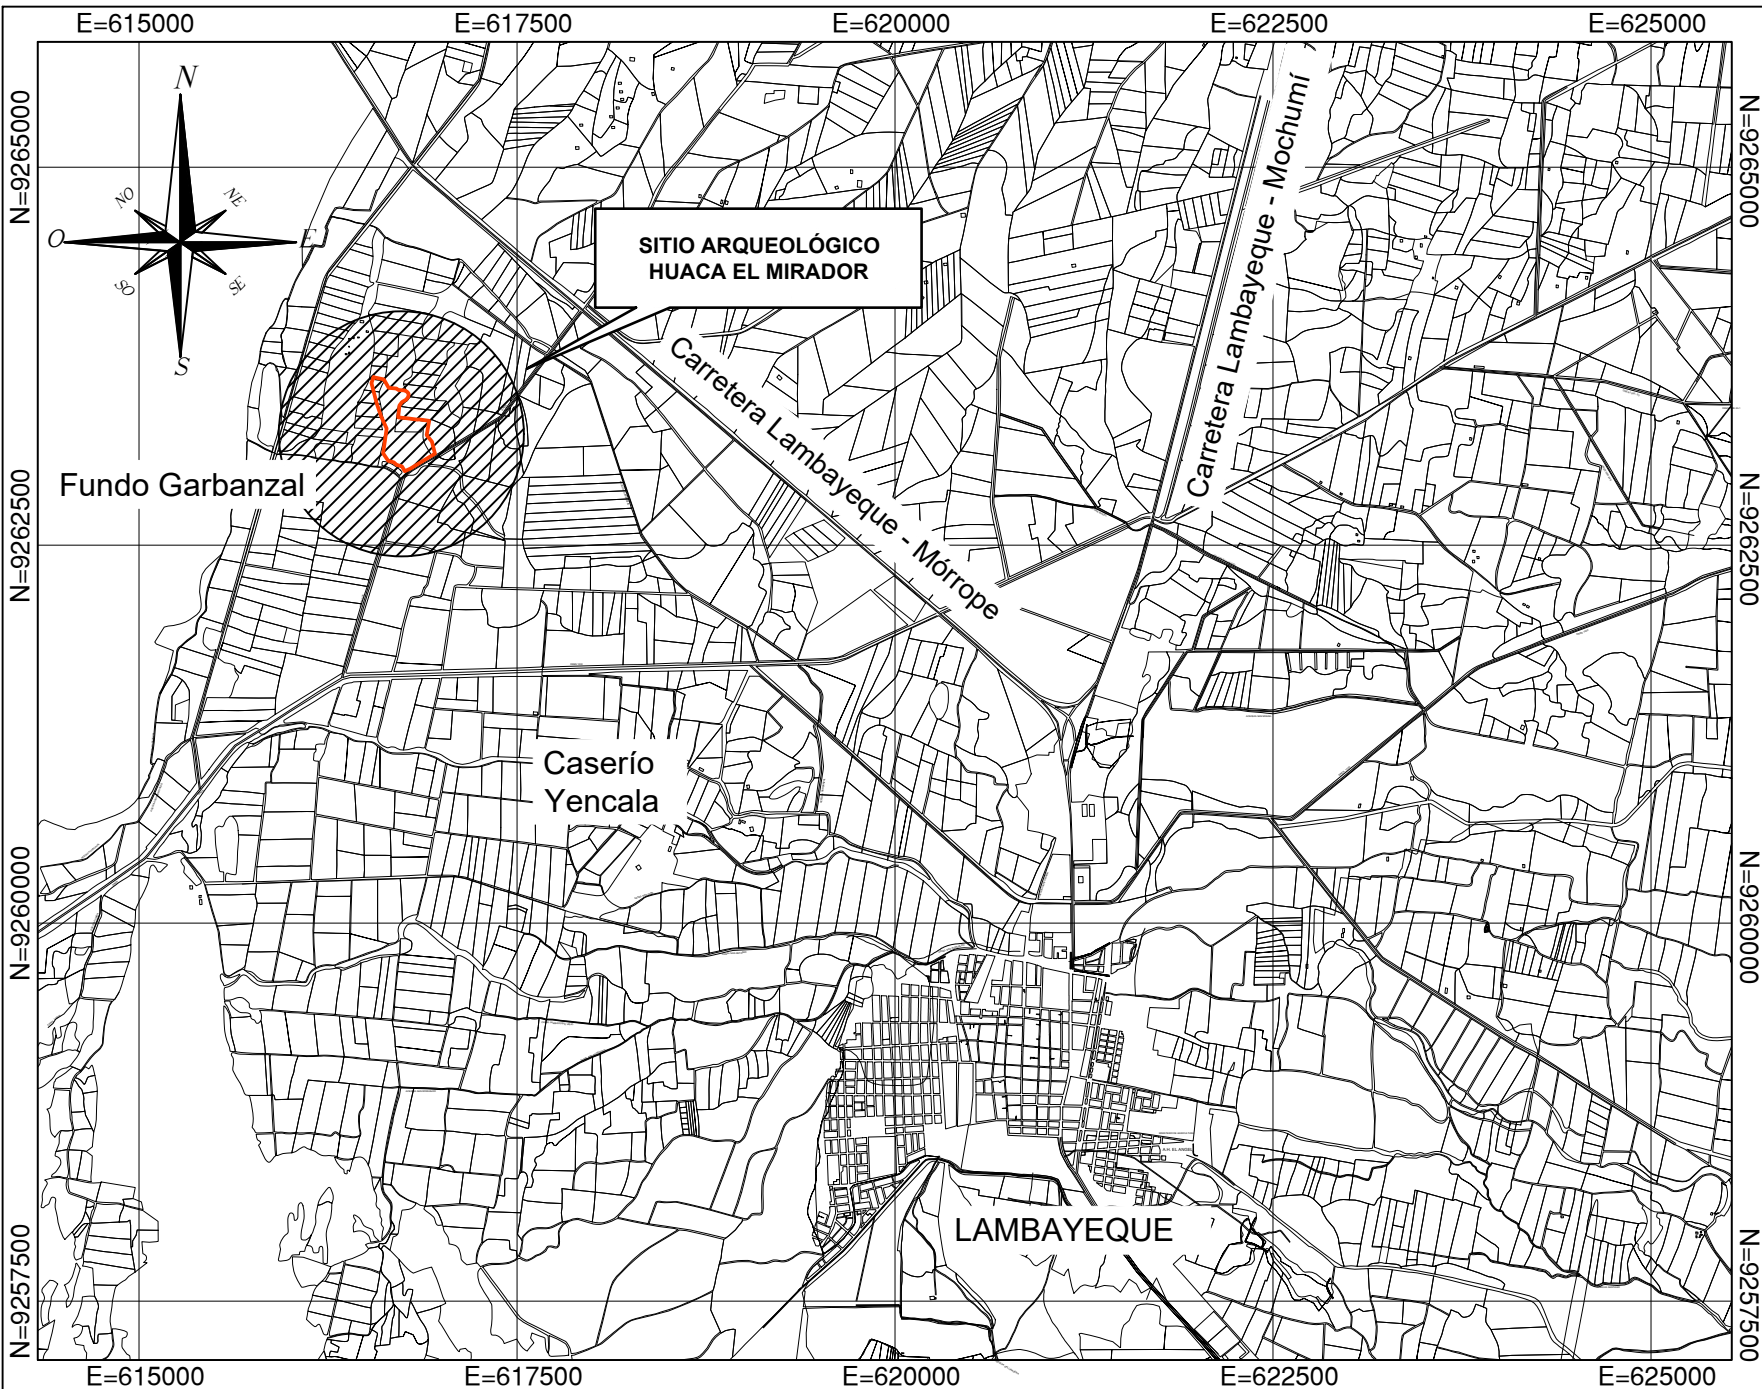 E=615000 E=617500 E=620000 E=622500 E=625000
N=9265000
N=9265000
N
NO
NE
O
E
SO
SE
S
SITIO ARQUEOLÓGICO
HUACA EL MIRADOR
Carretera Lambayeque - Mochumí
Carretera Lambayeque - Mórrope
Fundo Garbanzal
N=9262500
N=9262500
Caserío
Yencala
N=9260000
N=9260000
A.H. EL ANGEL
LAMBAYEQUE
N=9257500
N=9257500
E=615000 E=617500 E=620000 E=622500 E=625000